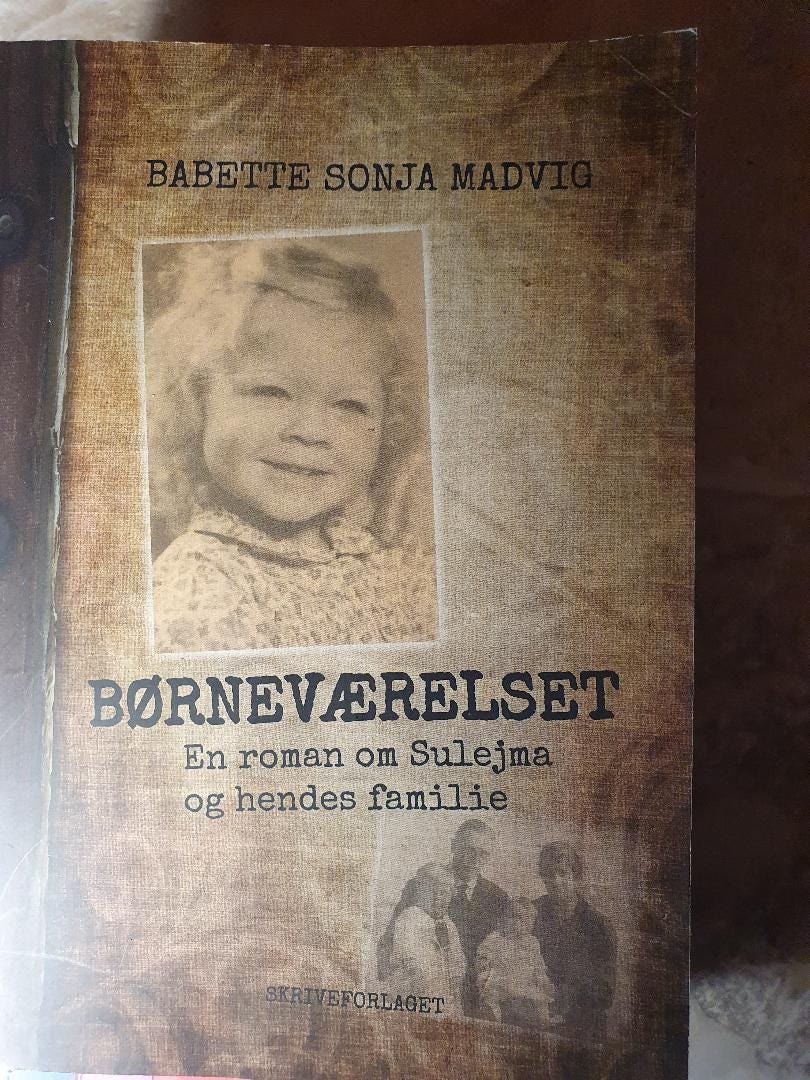 BABETTE SONJA MADVIG
BØRNEVÆRELSET
En roman om Sulejma
og hendes familie
SKRIVEFORLAGET